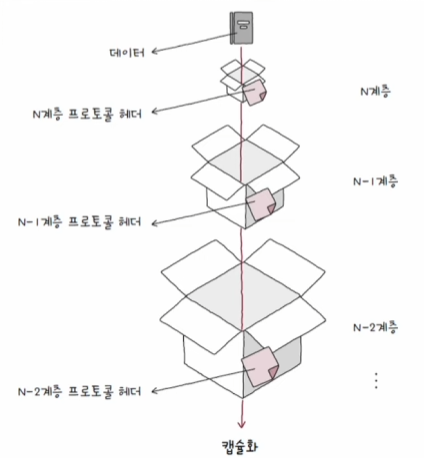 데이터
N계층 프로토콜 헤더
N계층
N-1계층
N-1계층 프로토콜 헤더
N-2계층
N-2계층 프로토콜 헤더
⋮
캡슐화